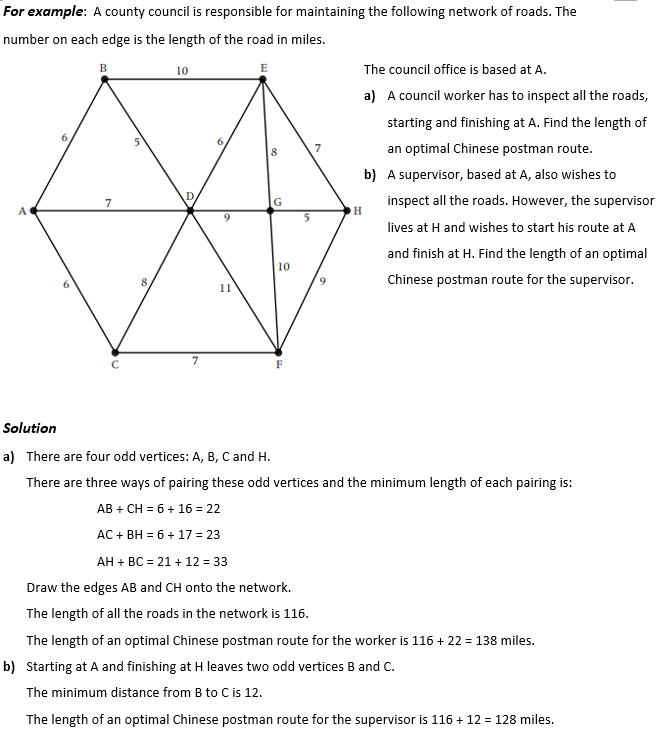 For example: A county council is responsible for maintaining the following network of roads. The
number on each edge is the length of the road in miles.
B
10
E
The council office is based at A.
a) A council worker has to inspect all the roads,
starting and finishing at A. Find the length of
an optimal Chinese postman route.
b) A supervisor, based at A, also wishes to
inspect all the roads. However, the supervisor
lives at H and wishes to start his route at A
and finish at H. Find the length of an optimal
Chinese postman route for the supervisor.
6
5
6
8
7
A
7
D
9
G
5
H
6
8
11
10
9
C
7
F
Solution
a) There are four odd vertices: A, B, C and H.
There are three ways of pairing these odd vertices and the minimum length of each pairing is:
AB + CH = 6 + 16 = 22
AC + BH = 6 + 17 = 23
AH + BC = 21 + 12 = 33
Draw the edges AB and CH onto the network.
The length of all the roads in the network is 116.
The length of an optimal Chinese postman route for the worker is 116 + 22 = 138 miles.
b) Starting at A and finishing at H leaves two odd vertices B and C.
The minimum distance from B to C is 12.
The length of an optimal Chinese postman route for the supervisor is 116 + 12 = 128 miles.